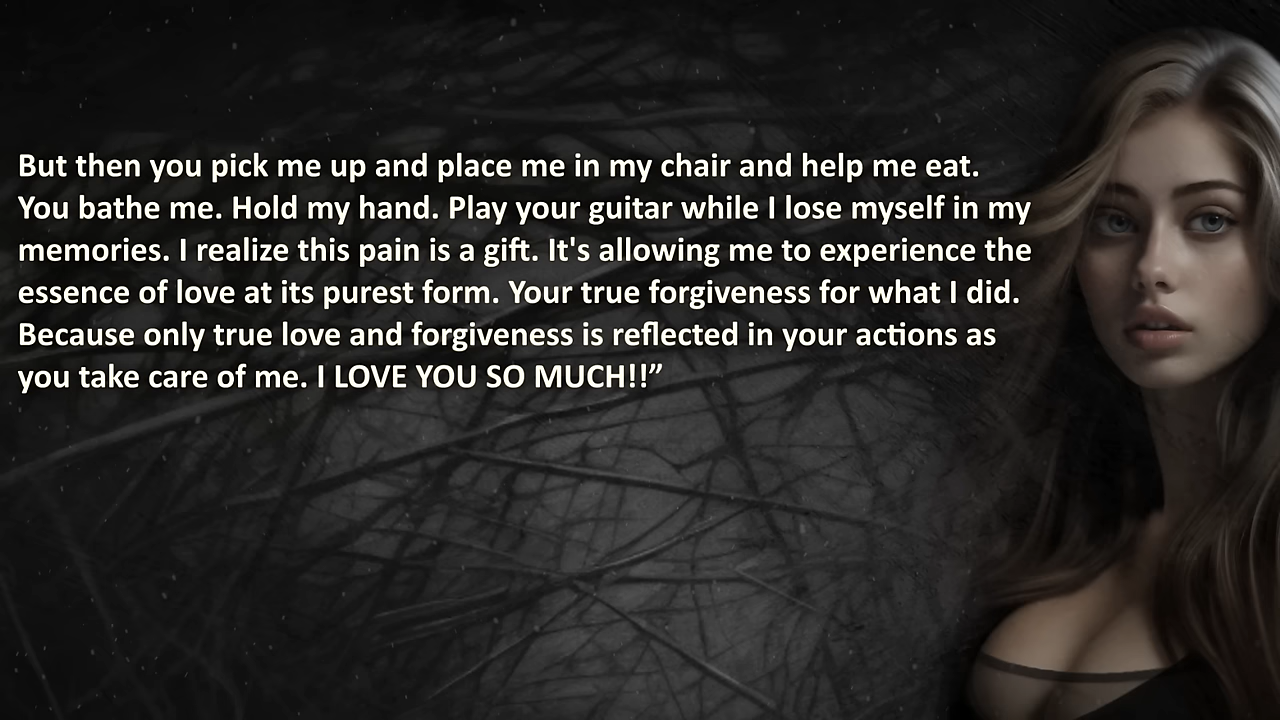 But then you pick me up and place me in my chair and help me eat.
You bathe me. Hold my hand. Play your guitar while I lose myself in my
memories. I realize this pain is a gift. It's allowing me to experience the
essence of love at its purest form. Your true forgiveness for what I did.
Because only true love and forgiveness is reflected in your actions as
you take care of me. I LOVE YOU SO MUCH!!”